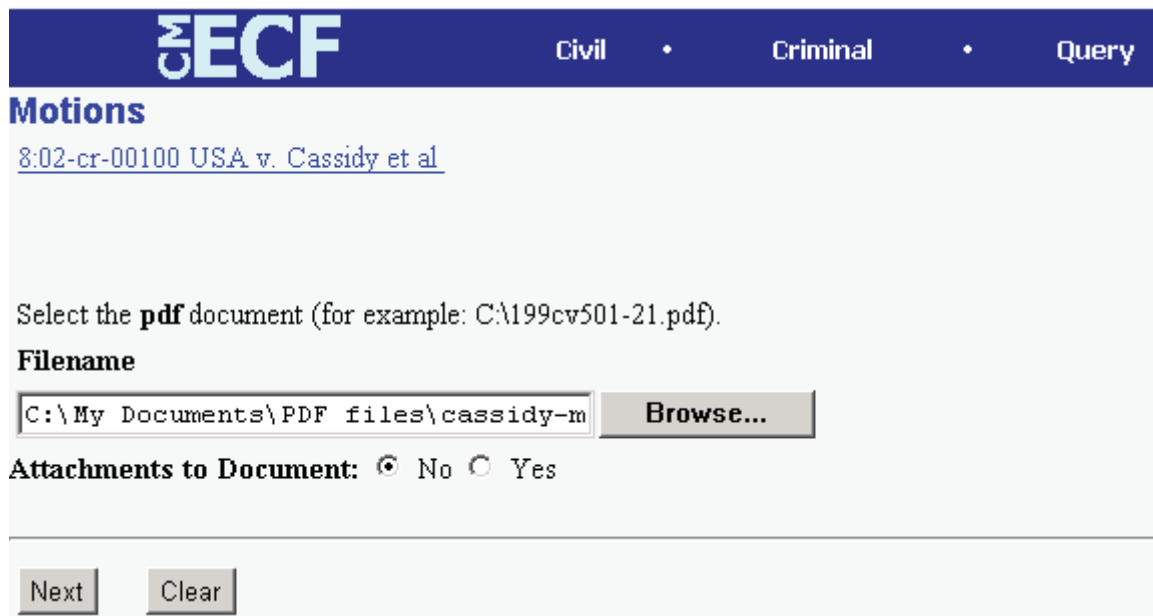 CM ECF Civil • Criminal • Query
Motions
8:02-cr-00100 USA v. Cassidy et al
Select the pdf document (for example: C:\199cv501-21.pdf).
Filename
C:\My Documents\PDF files\cassidy-m Browse...
Attachments to Document: No Yes
Next Clear